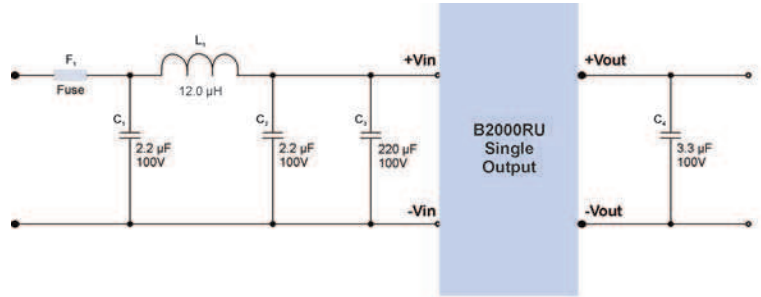 F₁
Fuse
L₁
12.0 µH
C₁
2.2 µF
100V
C₂
2.2 µF
100V
C₃
220 µF
100V
+Vin
-Vin
B2000RU
Single
Output
+Vout
-Vout
C₄
3.3 µF
100V